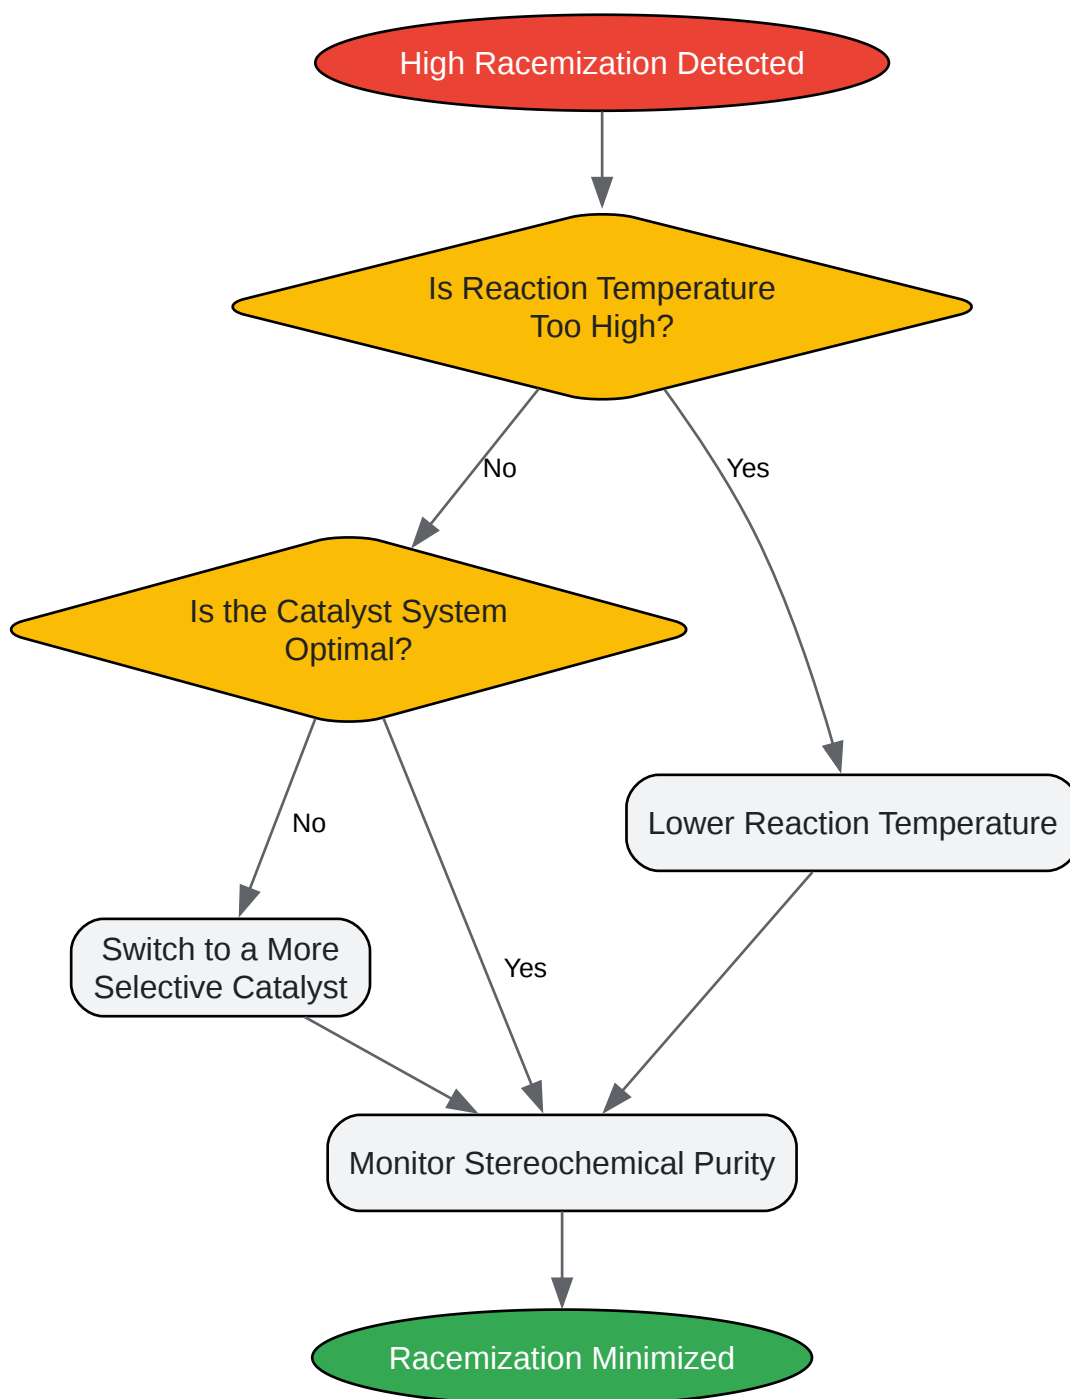 High Racemization Detected
Is Reaction Temperature
Too High?
No
Yes
Is the Catalyst System
Optimal?
No
Lower Reaction Temperature
Switch to a More
Selective Catalyst
Yes
Monitor Stereochemical Purity
Racemization Minimized